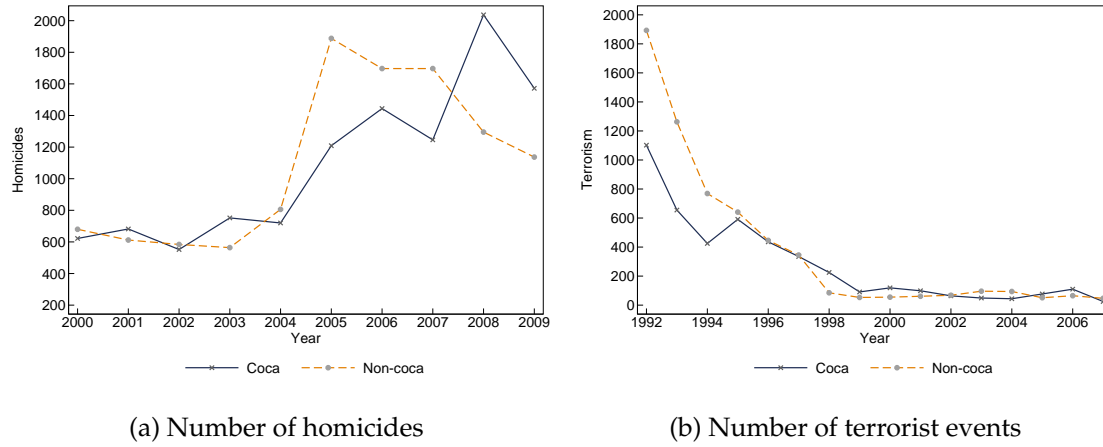 2000
1800
1600
1400
1200
1000
800
600
400
200
Homicides
2000 2001 2002 2003 2004 2005 2006 2007 2008 2009
Year
Coca Non-coca
(a) Number of homicides
2000
1800
1600
1400
1200
1000
800
600
400
200
0
Terrorism
1992 1994 1996 1998 2000 2002 2004 2006
Year
Coca Non-coca
(b) Number of terrorist events